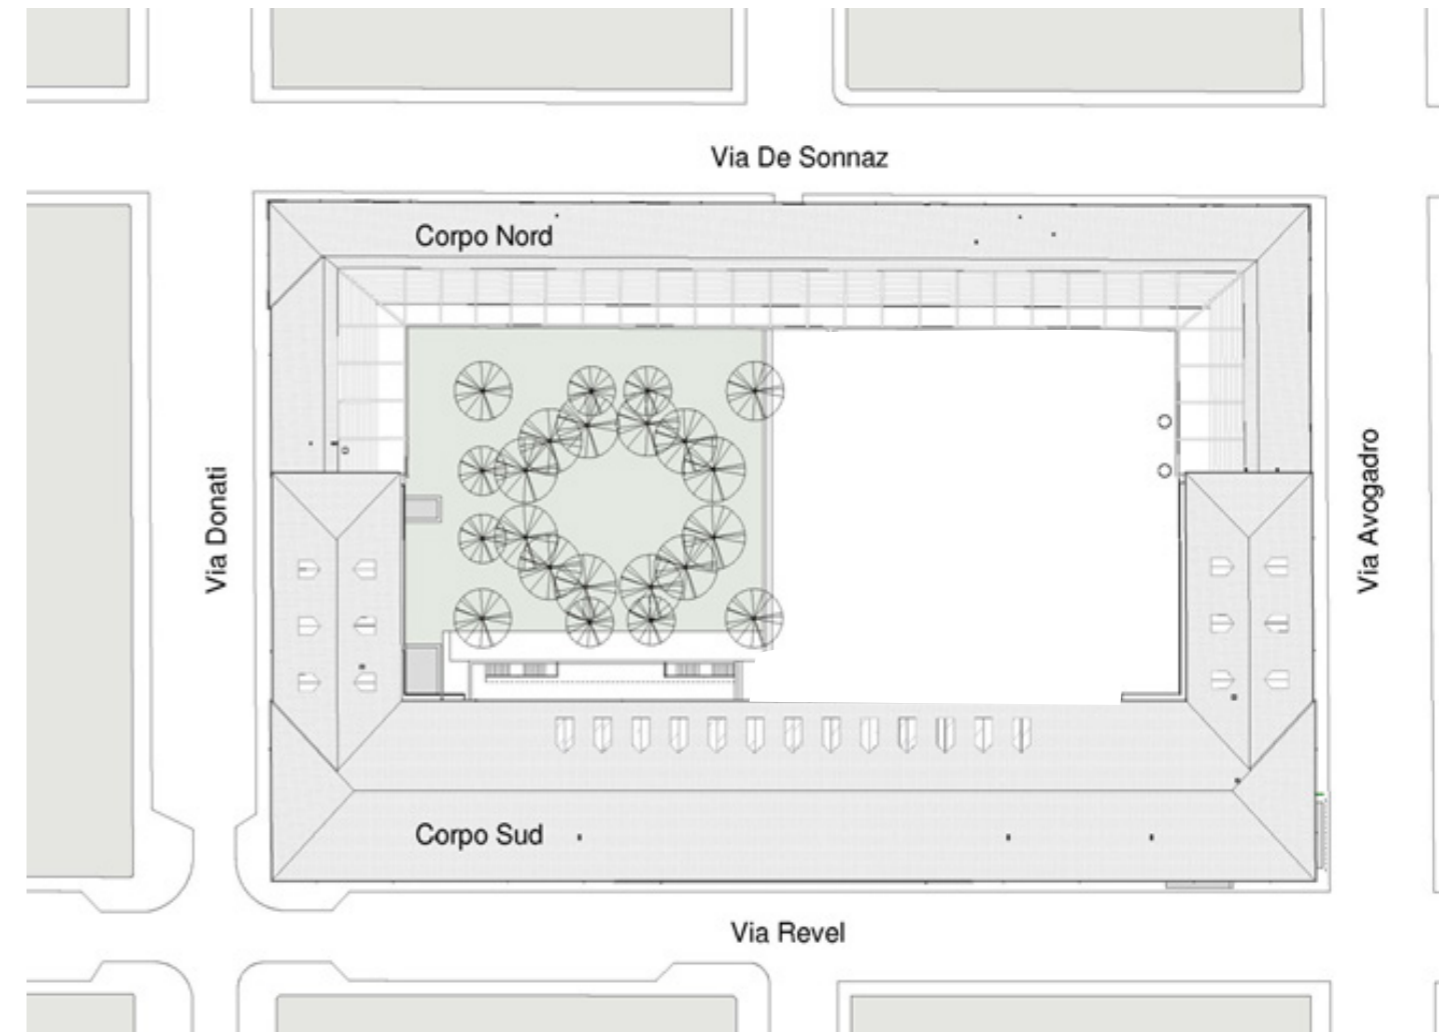 Via De Sonnaz
Corpo Nord
Via Donati
Via Avogadro
Corpo Sud
Via Revel